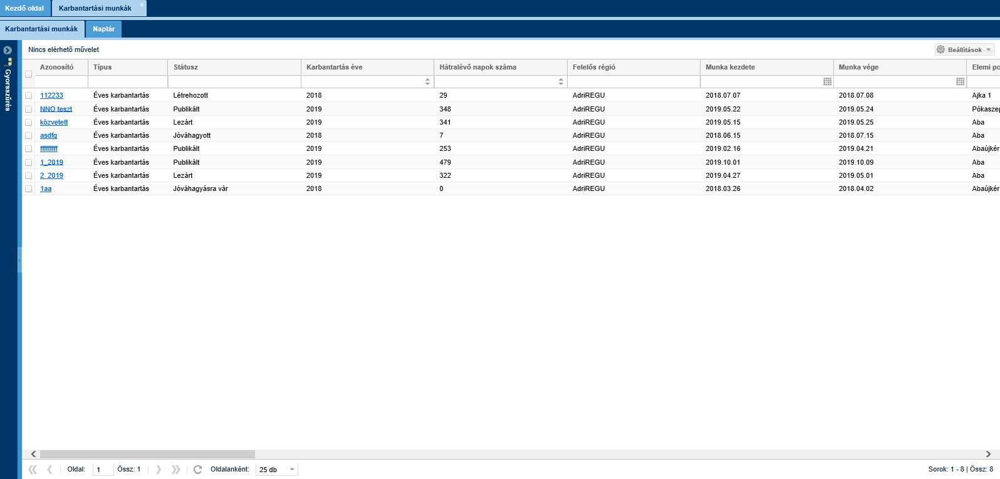 Kezdő oldal Karbantartási munkák
Karbantartási munkák Naptár
Nincs elérhető művelet Beállítások
Gyorsszűrés
Azonosító Típus Státusz Karbantartás éve Hátralévő napok száma Felelős régió Munka kezdete Munka vége Elemi po
112233 Éves karbantartás Létrehozott 2018 29 AdriREGU 2018.07.07 2018.07.08 Ajka 1
NNO teszt Éves karbantartás Publikált 2019 348 AdriREGU 2019.05.22 2019.05.24 Pókaszep
közvetett Éves karbantartás Lezárt 2019 341 AdriREGU 2019.05.15 2019.05.25 Aba
asdfg Éves karbantartás Jóváhagyott 2018 7 AdriREGU 2018.06.15 2018.07.15 Aba
fffffffff Éves karbantartás Publikált 2019 253 AdriREGU 2019.02.16 2019.04.21 Abaújkér
1_2019 Éves karbantartás Publikált 2019 479 AdriREGU 2019.10.01 2019.10.09 Aba
2_2019 Éves karbantartás Lezárt 2019 322 AdriREGU 2019.04.27 2019.05.01 Aba
1aa Éves karbantartás Jóváhagyásra vár 2018 0 AdriREGU 2018.03.26 2018.04.02 Abaújkér
Oldal: 1 Össz: 1 Oldalanként: 25 db Sorok: 1 - 8 | Össz: 8